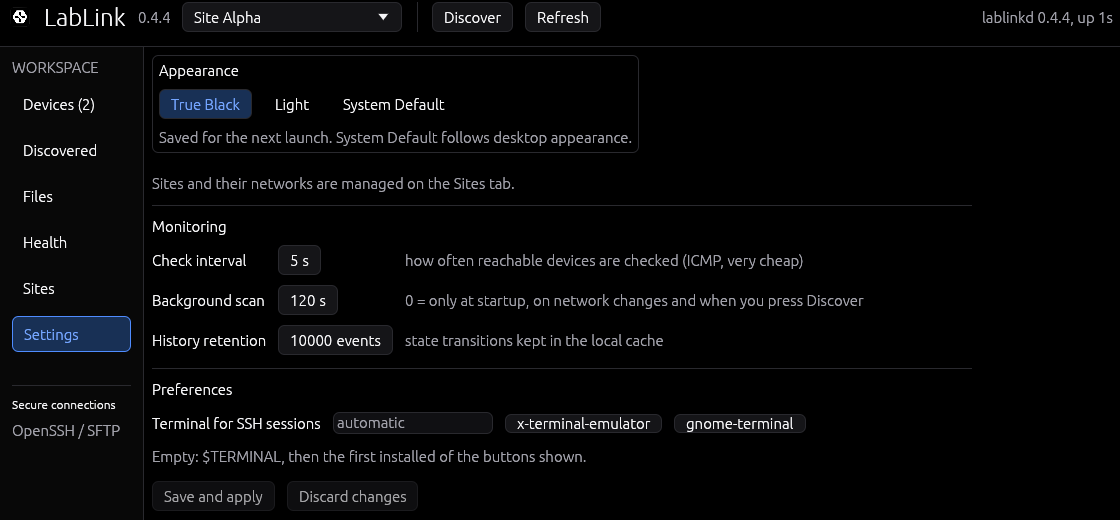 LabLink 0.4.4 Site Alpha Discover Refresh lablinkd 0.4.4, up 1s
WORKSPACE
Devices (2)
Discovered
Files
Health
Sites
Settings
Secure connections
OpenSSH / SFTP
Appearance
True Black Light System Default
Saved for the next launch. System Default follows desktop appearance.
Sites and their networks are managed on the Sites tab.
Monitoring
Check interval 5 s how often reachable devices are checked (ICMP, very cheap)
Background scan 120 s 0 = only at startup, on network changes and when you press Discover
History retention 10000 events state transitions kept in the local cache
Preferences
Terminal for SSH sessions automatic x-terminal-emulator gnome-terminal
Empty: $TERMINAL, then the first installed of the buttons shown.
Save and apply Discard changes